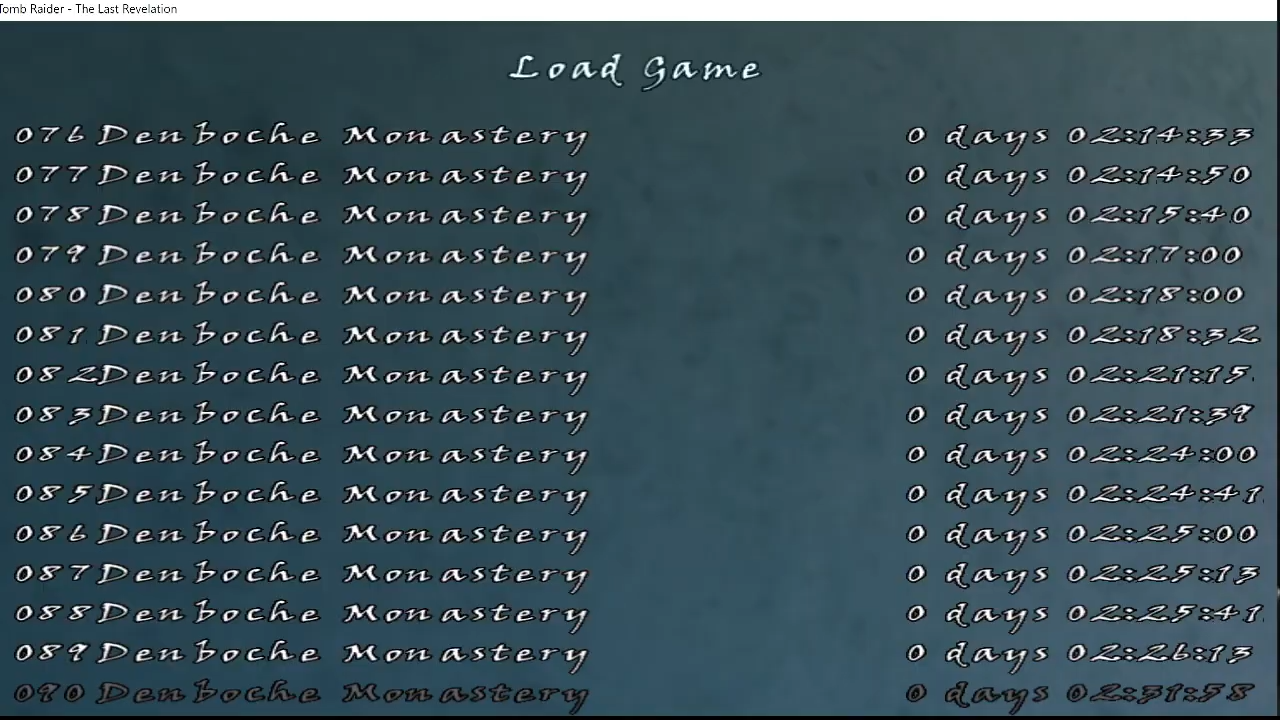 Tomb Raider - The Last Revelation
Load Game
076 Denboche Monastery 0 days 02:14:33
077 Denboche Monastery 0 days 02:14:50
078 Denboche Monastery 0 days 02:15:40
079 Denboche Monastery 0 days 02:17:00
080 Denboche Monastery 0 days 02:18:00
081 Denboche Monastery 0 days 02:18:32
082 Denboche Monastery 0 days 02:21:15
083 Denboche Monastery 0 days 02:21:39
084 Denboche Monastery 0 days 02:24:00
085 Denboche Monastery 0 days 02:24:41
086 Denboche Monastery 0 days 02:25:00
087 Denboche Monastery 0 days 02:25:13
088 Denboche Monastery 0 days 02:25:41
089 Denboche Monastery 0 days 02:26:13
090 Denboche Monastery 0 days 02:31:58